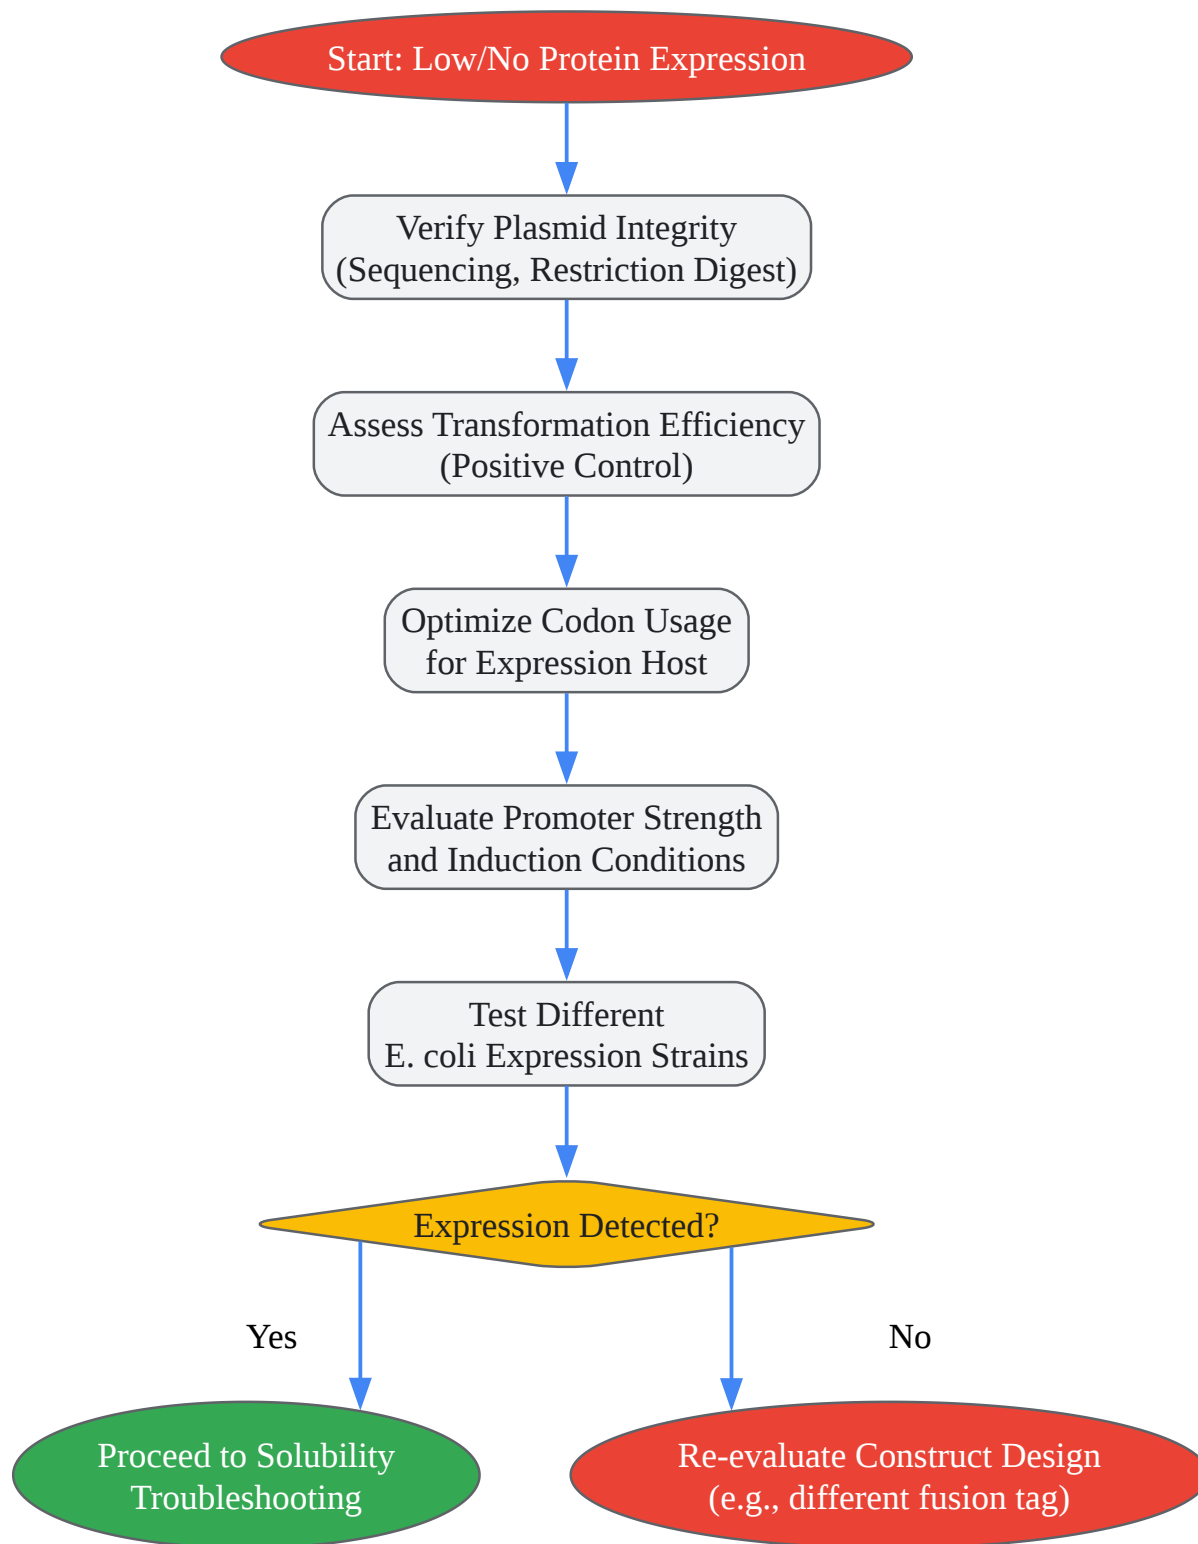 Start: Low/No Protein Expression
Verify Plasmid Integrity
(Sequencing, Restriction Digest)
Assess Transformation Efficiency
(Positive Control)
Optimize Codon Usage
for Expression Host
Evaluate Promoter Strength
and Induction Conditions
Test Different
E. coli Expression Strains
Expression Detected?
Yes
No
Proceed to Solubility
Troubleshooting
Re-evaluate Construct Design
(e.g., different fusion tag)